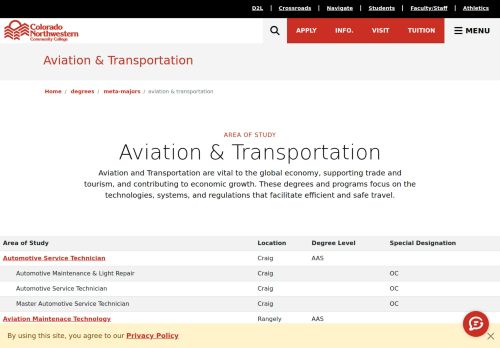 D2L | Crossroads | Navigate | Students | Faculty/Staff | Athletics
Colorado
Northwestern
Community College
APPLY INFO. VISIT TUITION MENU
Aviation & Transportation
Home / degrees / meta-majors / aviation & transportation
AREA OF STUDY
Aviation & Transportation
Aviation and Transportation are vital to the global economy, supporting trade and
tourism, and contributing to economic growth. These degrees and programs focus on the
technologies, systems, and regulations that facilitate efficient and safe travel.
Area of Study Location Degree Level Special Designation
Automotive Service Technician Craig AAS
Automotive Maintenance & Light Repair Craig OC
Automotive Service Technician Craig OC
Master Automotive Service Technician Craig OC
Aviation Maintenace Technology Rangely AAS
By using this site, you agree to our Privacy Policy